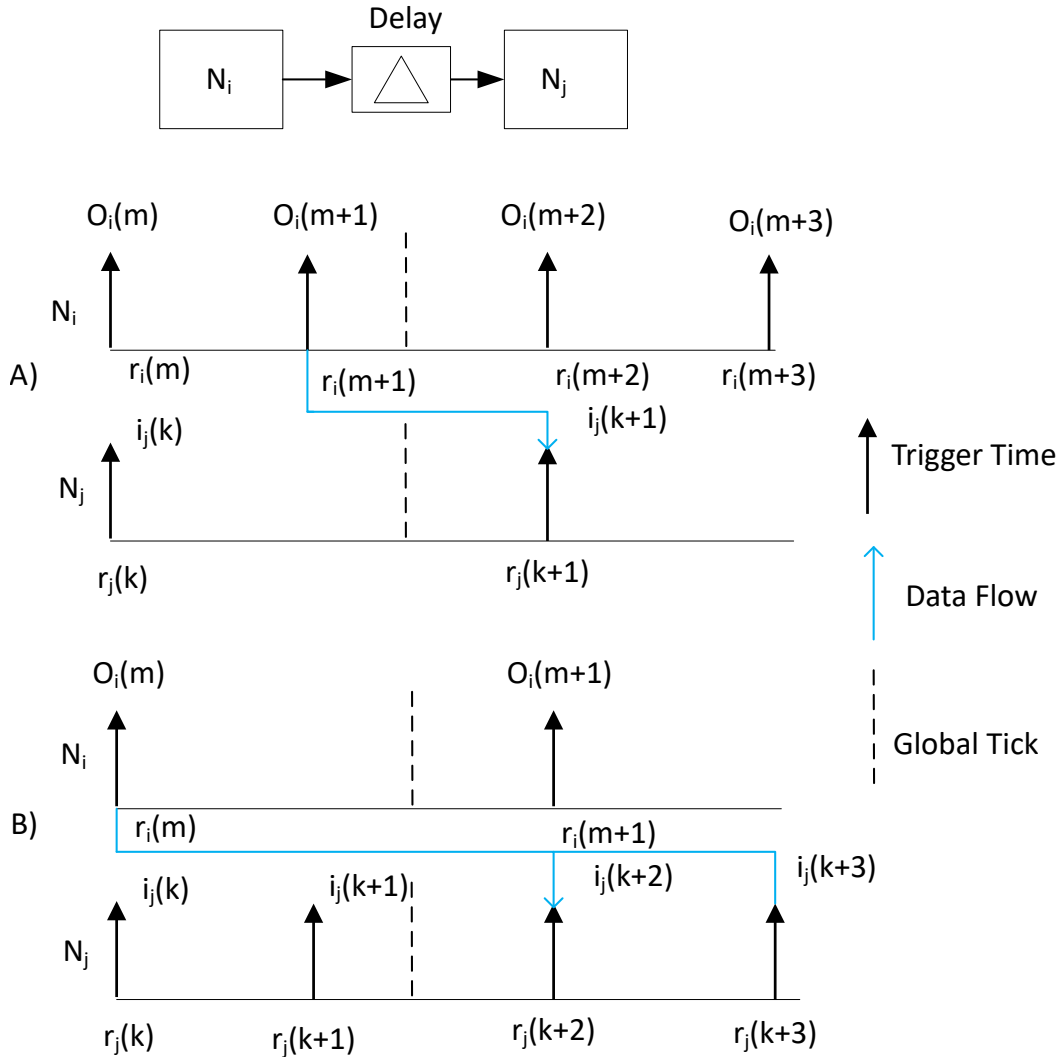 Delay
Nᵢ
Nⱼ
Oᵢ(m) Oᵢ(m+1) Oᵢ(m+2) Oᵢ(m+3)
Nᵢ
A)
rᵢ(m) rᵢ(m+1) rᵢ(m+2) rᵢ(m+3)
iⱼ(k) iⱼ(k+1)
Trigger Time
Nⱼ
rⱼ(k) rⱼ(k+1)
Data Flow
Oᵢ(m) Oᵢ(m+1)
Nᵢ
Global Tick
B)
rᵢ(m) rᵢ(m+1)
iⱼ(k) iⱼ(k+1) iⱼ(k+2) iⱼ(k+3)
Nⱼ
rⱼ(k) rⱼ(k+1) rⱼ(k+2) rⱼ(k+3)